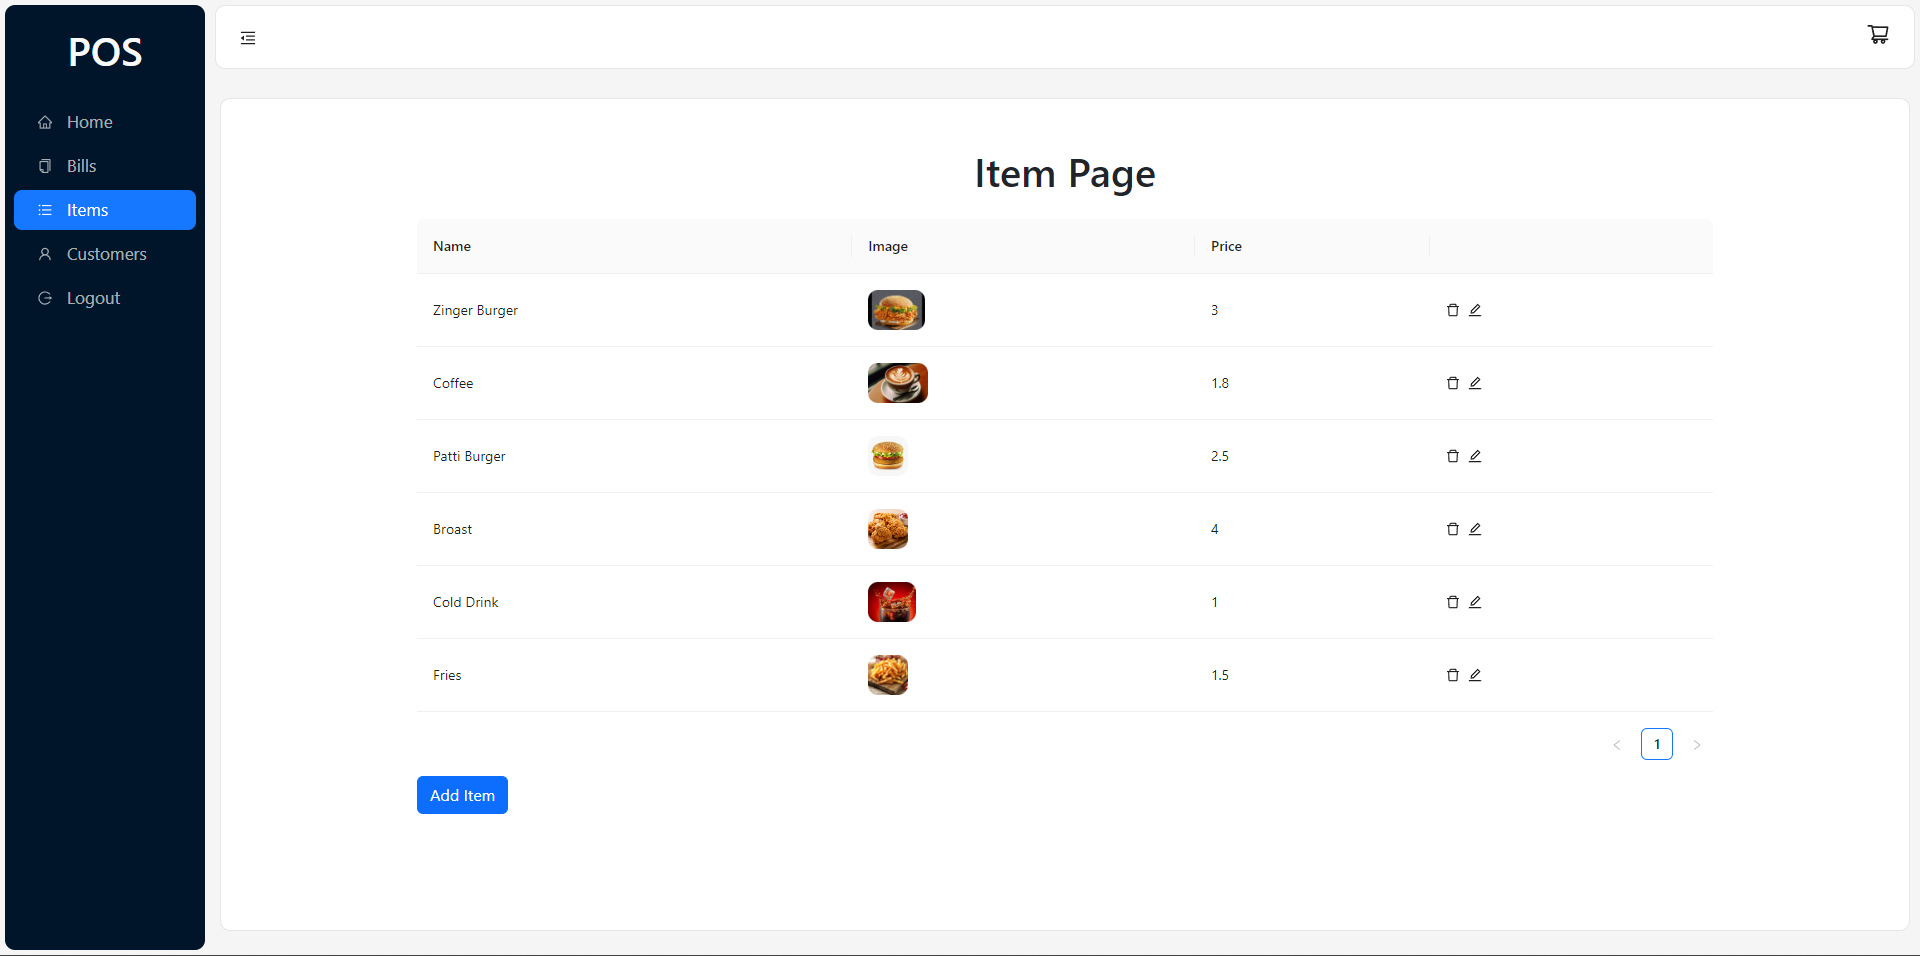 POS
Home
Bills
Items
Customers
Logout
Item Page
Name Image Price
Zinger Burger 3
Coffee 1.8
Patti Burger 2.5
Broast 4
Cold Drink 1
Fries 1.5
1
Add Item